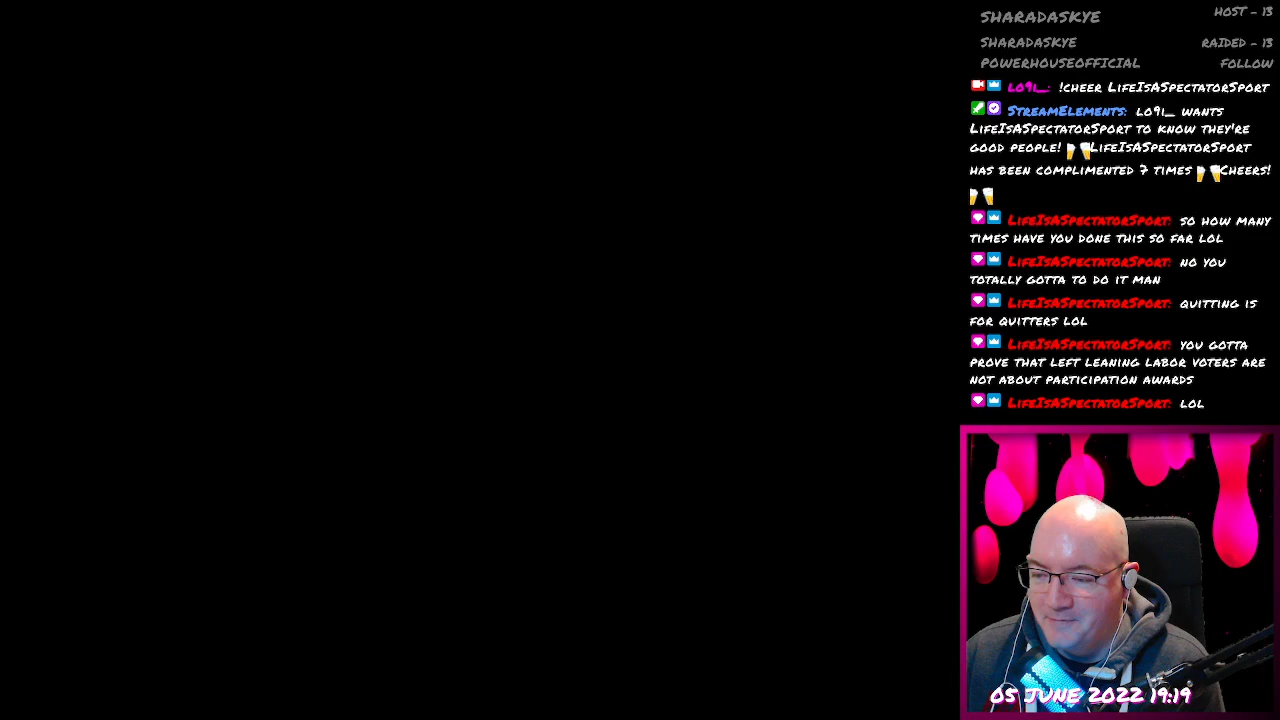 SHARADASKYE HOST - 13
SHARADASKYE RAIDED - 13
POWERHOUSEOFFICIAL FOLLOW
LO91_: !CHEER LIFEISASPECTATORSPORT
STREAMELEMENTS: LO91_ WANTS
LIFEISASPECTATORSPORT TO KNOW THEY'RE
GOOD PEOPLE! LIFEISASPECTATORSPORT
HAS BEEN COMPLIMENTED 7 TIMES CHEERS!
LIFEISASPECTATORSPORT: SO HOW MANY
TIMES HAVE YOU DONE THIS SO FAR LOL
LIFEISASPECTATORSPORT: NO YOU
TOTALLY GOTTA TO DO IT MAN
LIFEISASPECTATORSPORT: QUITTING IS
FOR QUITTERS LOL
LIFEISASPECTATORSPORT: YOU GOTTA
PROVE THAT LEFT LEANING LABOR VOTERS ARE
NOT ABOUT PARTICIPATION AWARDS
LIFEISASPECTATORSPORT: LOL
05 JUNE 2022 19:19